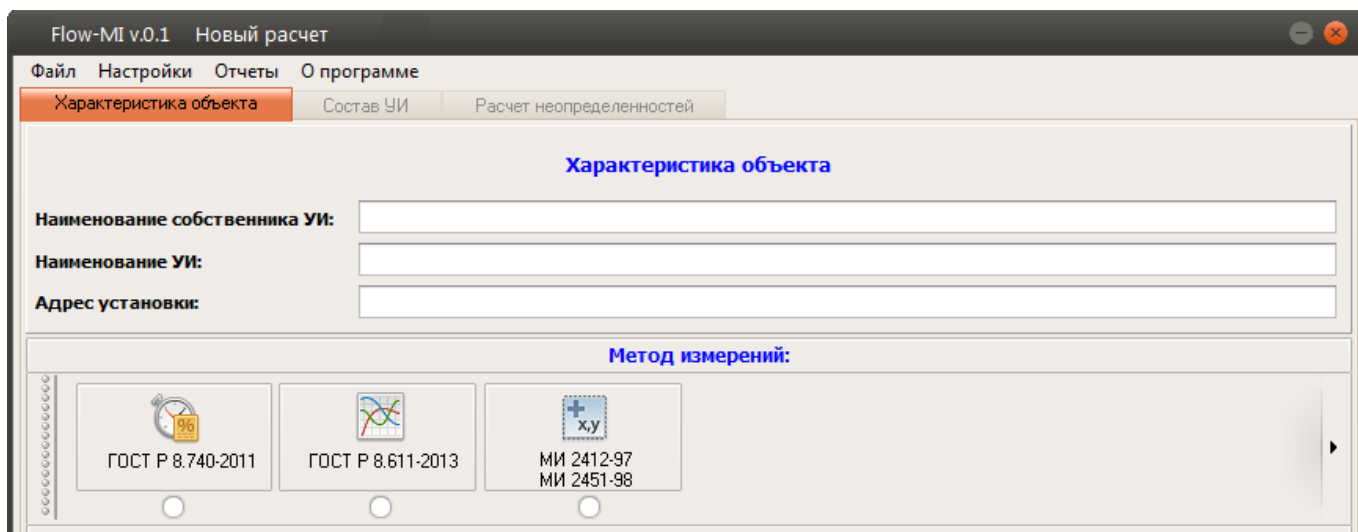 Flow-MI v.0.1 Новый расчет
Файл Настройки Отчеты О программе
Характеристика объекта Состав УИ Расчет неопределенностей
Характеристика объекта
Наименование собственника УИ:
Наименование УИ:
Адрес установки:
Метод измерений:
%
x,y
ГОСТ Р 8.740-2011 ГОСТ Р 8.611-2013 МИ 2412-97
МИ 2451-98